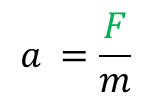 a = F/m